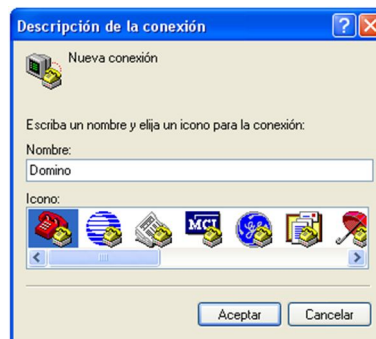 Descripción de la conexión
Nueva conexión
Escriba un nombre y elija un icono para la conexión:
Nombre:
Domino
Icono:
MCI
Aceptar Cancelar